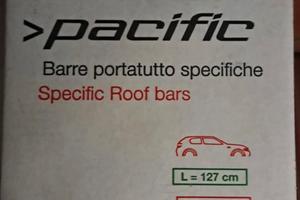 >pacific
Barre portatutto specifiche
Specific Roof bars
L = 127 cm